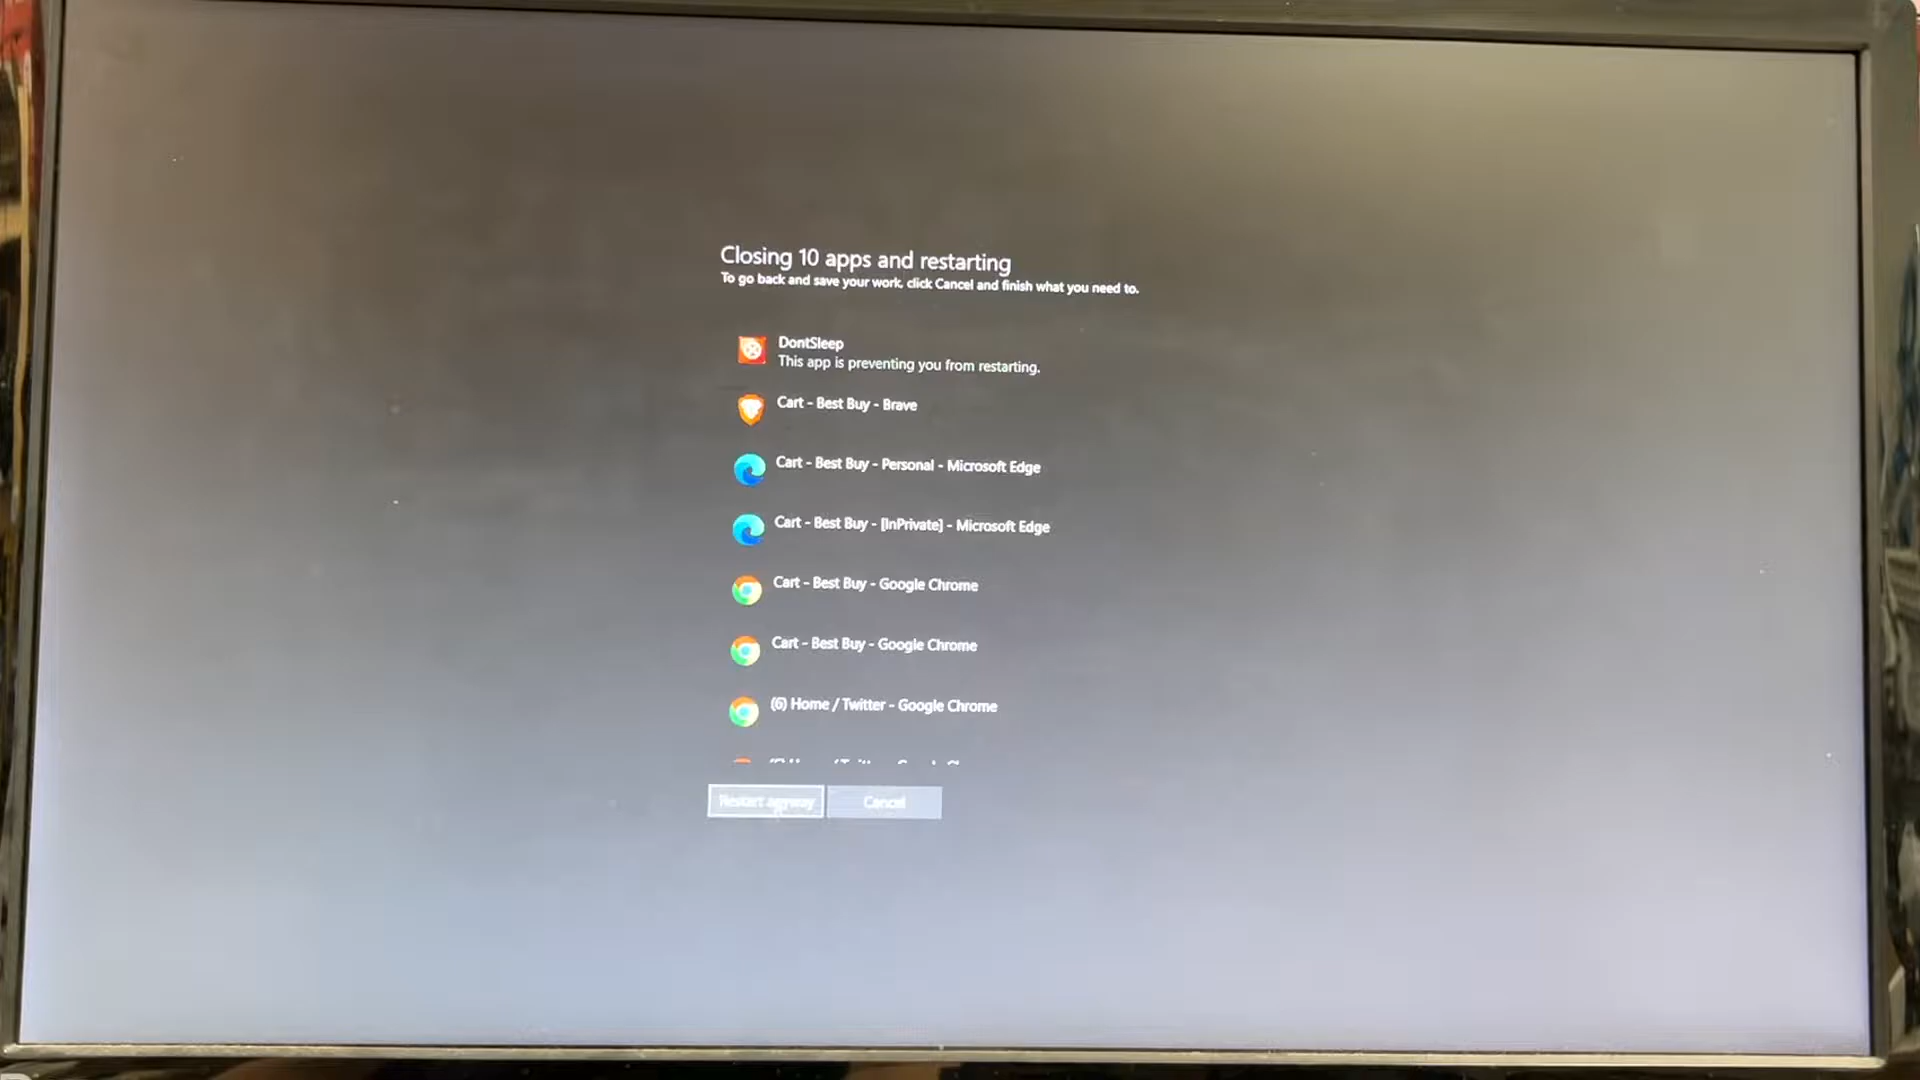 Closing 10 apps and restarting
To go back and save your work, click Cancel and finish what you need to.
DontSleep
This app is preventing you from restarting.
Cart - Best Buy - Brave
Cart - Best Buy - Personal - Microsoft Edge
Cart - Best Buy - [InPrivate] - Microsoft Edge
Cart - Best Buy - Google Chrome
Cart - Best Buy - Google Chrome
(6) Home / Twitter - Google Chrome
Restart anyway
Cancel